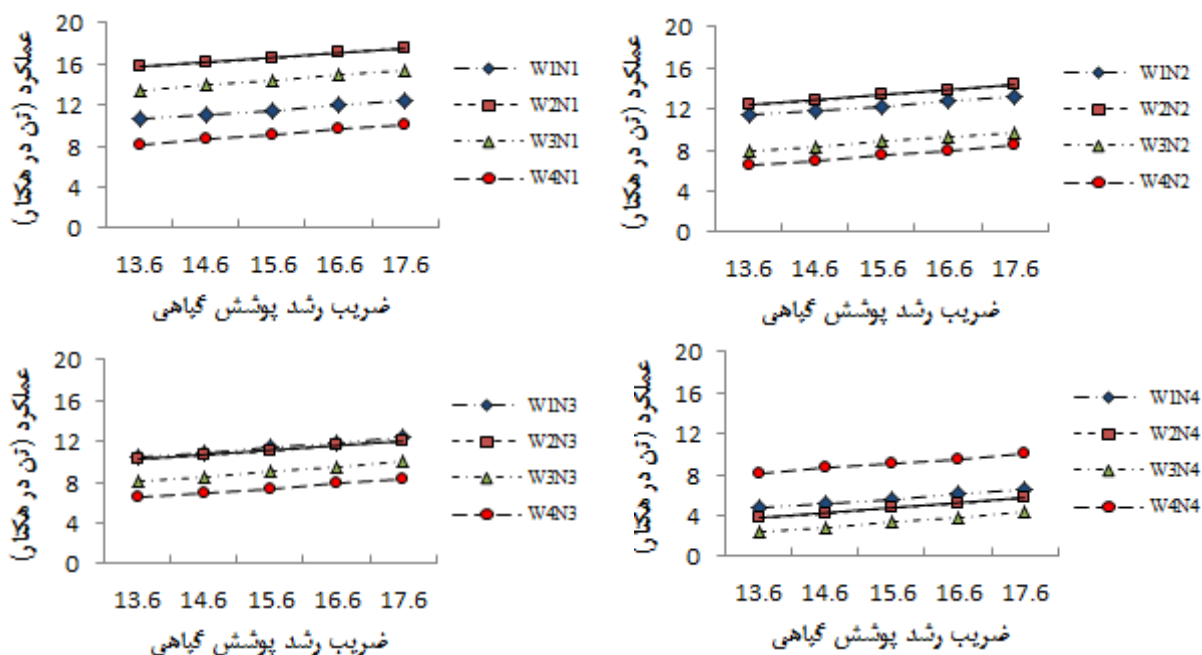 عملکرد (تن در هکتار)
20
16
12
8
4
0
13.6 14.6 15.6 16.6 17.6
ضریب رشد پوشش گیاهی
W1N1
W2N1
W3N1
W4N1
عملکرد (تن در هکتار)
20
16
12
8
4
0
13.6 14.6 15.6 16.6 17.6
ضریب رشد پوشش گیاهی
W1N2
W2N2
W3N2
W4N2
عملکرد (تن در هکتار)
20
16
12
8
4
0
13.6 14.6 15.6 16.6 17.6
ضریب رشد پوشش گیاهی
W1N3
W2N3
W3N3
W4N3
عملکرد (تن در هکتار)
20
16
12
8
4
0
13.6 14.6 15.6 16.6 17.6
ضریب رشد پوشش گیاهی
W1N4
W2N4
W3N4
W4N4